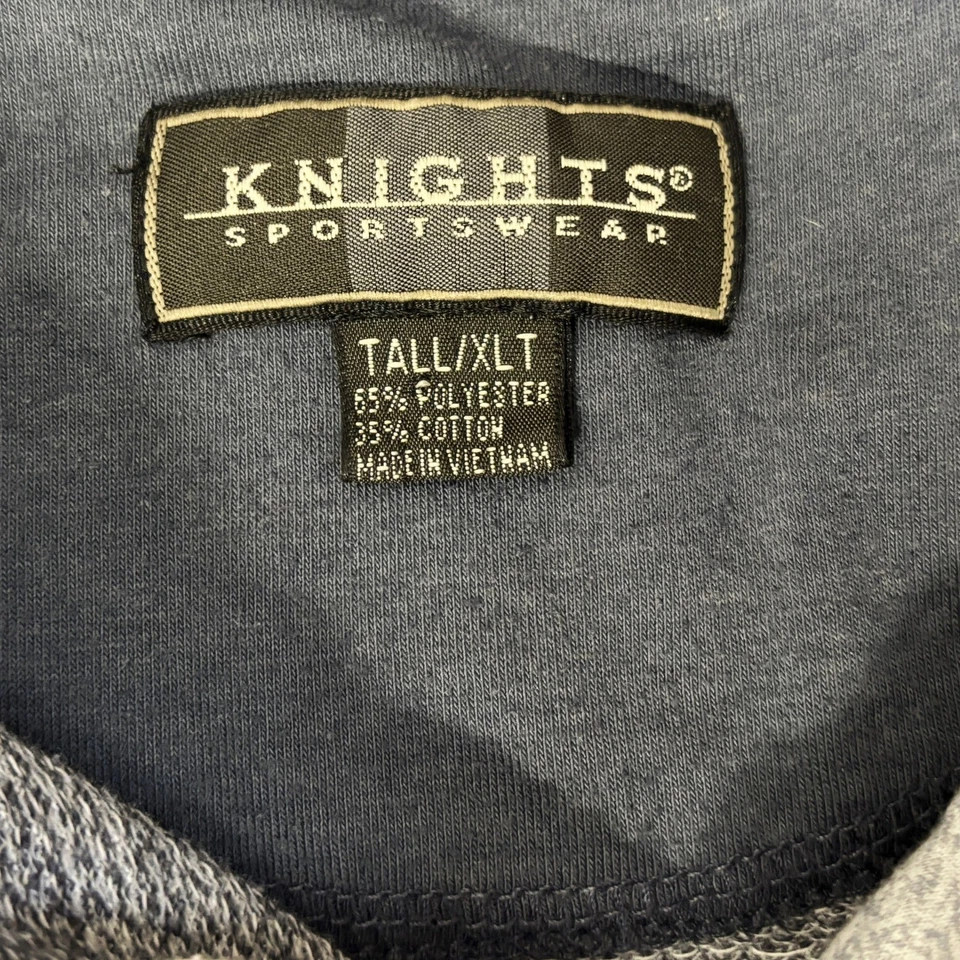 KNIGHTS®
SPORTSWEAR
TALL/XLT
65% POLYESTER
35% COTTON
MADE IN VIETNAM